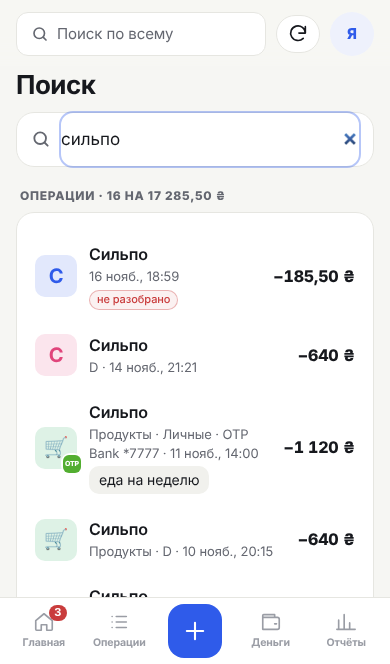 Поиск по всему
Я
Поиск
сильпо
ОПЕРАЦИИ · 16 НА 17 285,50 ₴
Сильпо
С
16 нояб., 18:59
−185,50 ₴
не разобрано
Сильпо
С
D · 14 нояб., 21:21
−640 ₴
Сильпо
Продукты · Личные · OTP
Bank *7777 · 11 нояб., 14:00
−1 120 ₴
OTP
еда на неделю
Сильпо
Продукты · D · 10 нояб., 20:15
−640 ₴
Сильпо
3
Главная
Операции
Деньги
Отчёты